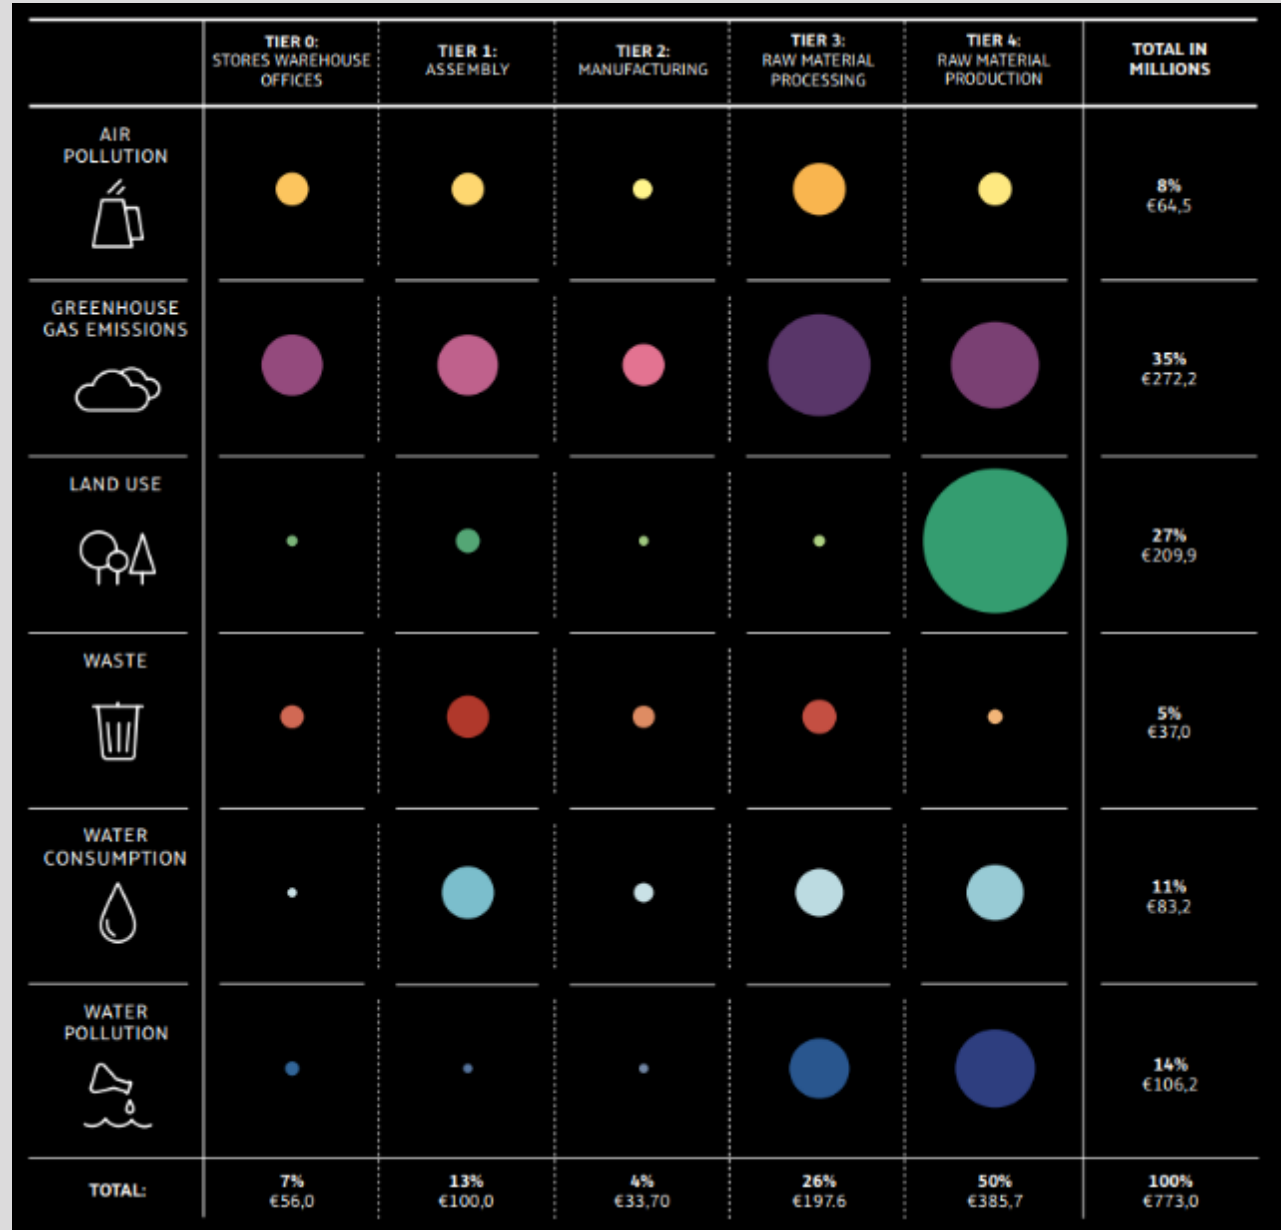 TIER 0:
STORES WAREHOUSE
OFFICES
TIER 1:
ASSEMBLY
TIER 2:
MANUFACTURING
TIER 3:
RAW MATERIAL
PROCESSING
TIER 4:
RAW MATERIAL
PRODUCTION
TOTAL IN
MILLIONS
AIR
POLLUTION
8%
€64,5
GREENHOUSE
GAS EMISSIONS
35%
€272,2
LAND USE
27%
€209,9
WASTE
5%
€37,0
WATER
CONSUMPTION
11%
€83,2
WATER
POLLUTION
14%
€106,2
TOTAL:
7%
€56,0
13%
€100,0
4%
€33,70
26%
€197.6
50%
€385,7
100%
€773,0